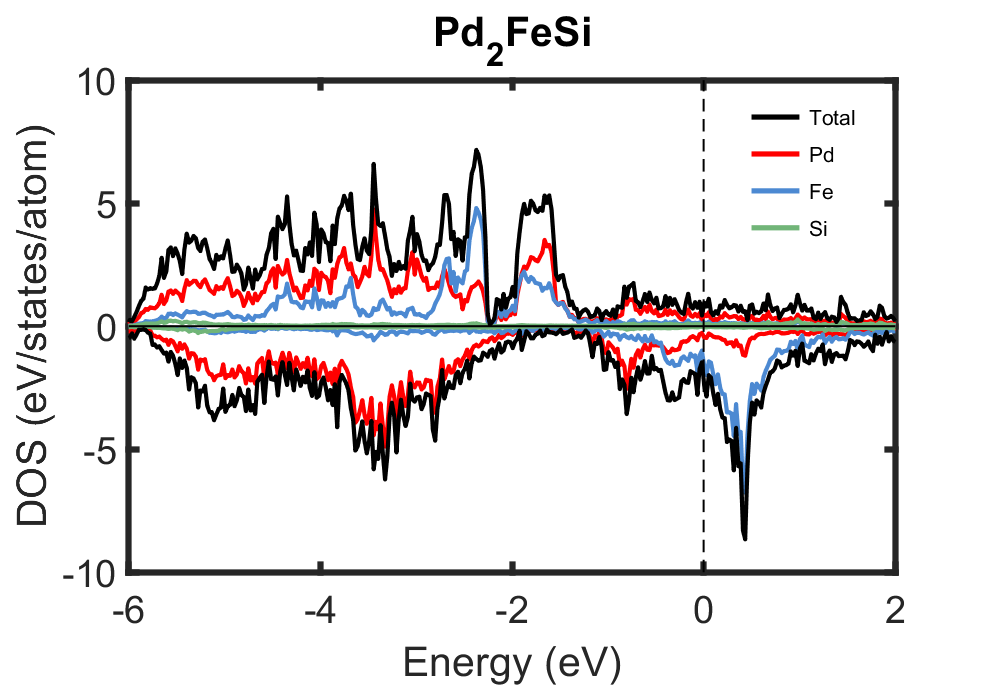 Pd₂FeSi
10
5
0
-5
-10
DOS (eV/states/atom)
Total
Pd
Fe
Si
-6 -4 -2 0 2
Energy (eV)